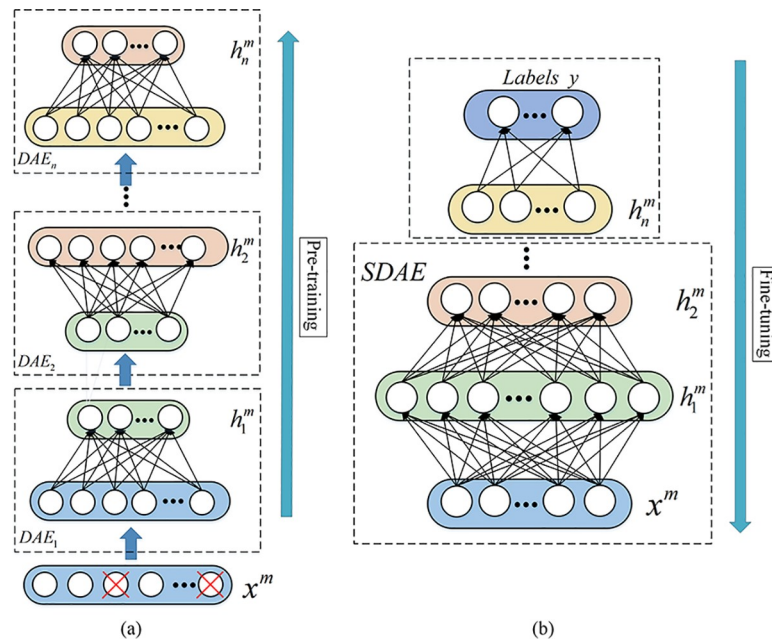 h_n^m
DAE_n
h_2^m
DAE_2
h_1^m
DAE_1
x^m
Pre-training
(a)
Labels y
h_n^m
SDAE
h_2^m
h_1^m
x^m
Fine-tuning
(b)